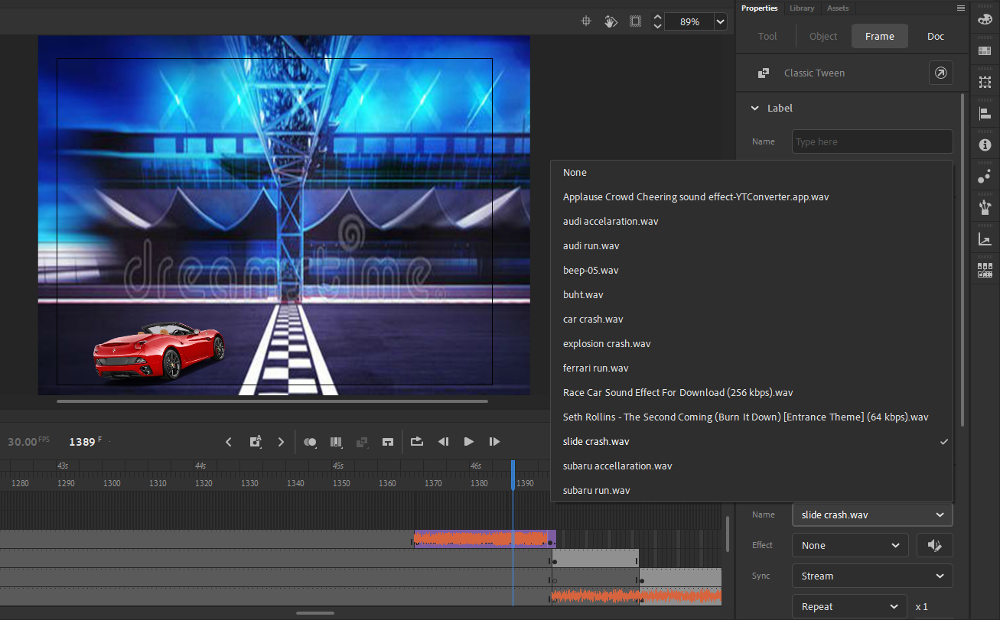 Properties Library Assets
89%
Tool Object Frame Doc
Classic Tween
Label
Name Type here
None
Applause Crowd Cheering sound effect-YTConverter.app.wav
audi accelaration.wav
audi run.wav
beep-05.wav
buht.wav
car crash.wav
explosion crash.wav
ferrari run.wav
Race Car Sound Effect For Download (256 kbps).wav
Seth Rollins - The Second Coming (Burn It Down) [Entrance Theme] (64 kbps).wav
slide crash.wav
subaru accellaration.wav
subaru run.wav
dreamstime
30.00 FPS 1389 F
43s 44s 45s 46s
1280 1290 1300 1310 1320 1330 1340 1350 1360 1370 1380 1390
Name slide crash.wav
Effect None
Sync Stream
Repeat x 1